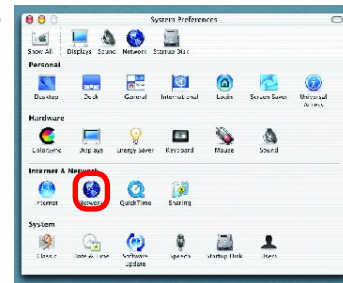 System Preferences
Show All Displays Sound Network Startup Disk
Personal
Desktop Dock General International Login Screen Saver Universal
Access
Hardware
ColorSync Displays Energy Saver Keyboard Mouse Sound
Internet & Network
Internet Network QuickTime Sharing
System
Classic Date & Time Software Speech Startup Disk Users
Update